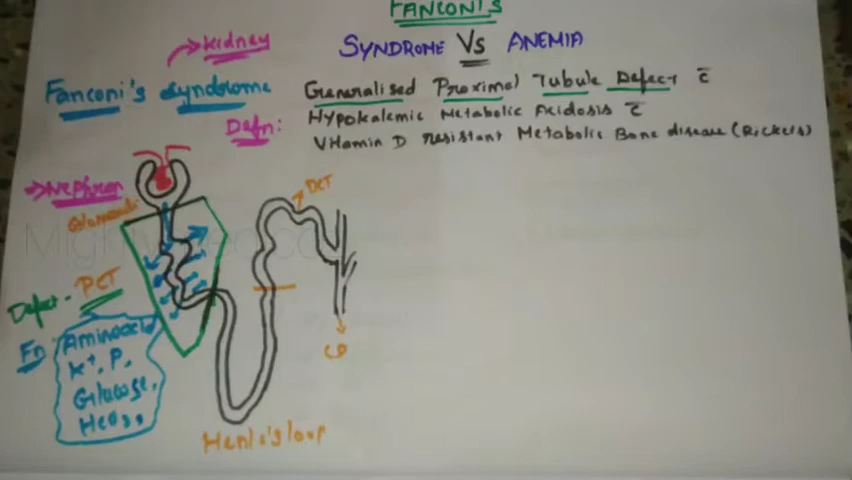 FANCONI'S
SYNDROME Vs ANEMIA
→ Kidney
Fanconi's syndrome
Generalised Proximal Tubule Defect c̄
Defn: Hypokalemic Metabolic Acidosis c̄
Vitamin D resistant Metabolic Bone disease (Rickets)
→ Nephron
DCT
PCT
Defect -
Fn: Aminoacid
K+, P,
Glucose,
HCO3,
CD
Henle's loop